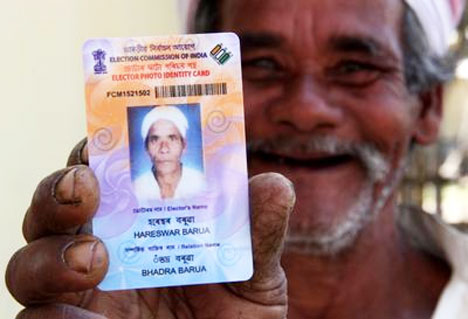 ভাৰতীয় নিৰ্বাচন আয়োগ
ELECTION COMMISSION OF INDIA
ELECTOR PHOTO IDENTITY CARD
FCM1521502
/Elector's Name
হৰেশ্বৰ বৰুৱা
HARESWAR BARUA
/Relation Name
বৰুৱা
BHADRA BARUA